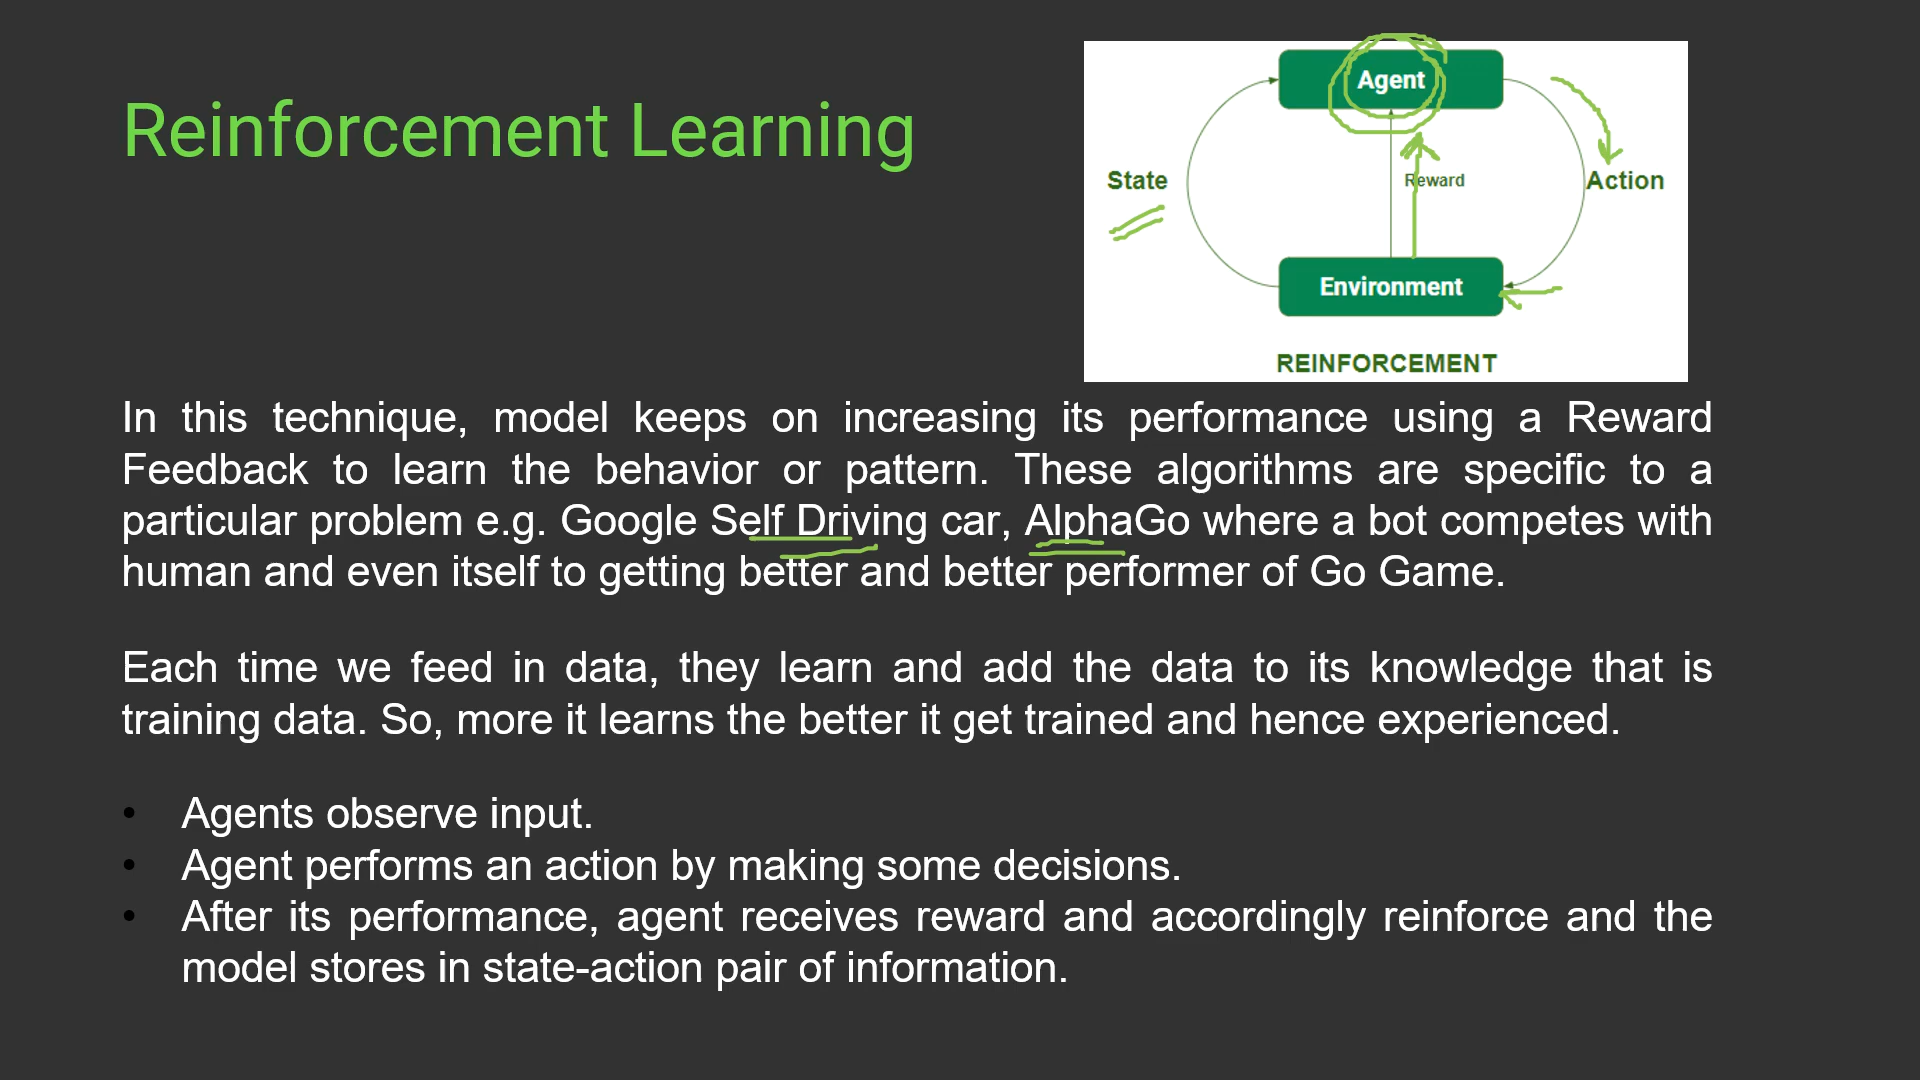 Reinforcement Learning
Agent
State
Reward
Action
Environment
REINFORCEMENT
In this technique, model keeps on increasing its performance using a Reward
Feedback to learn the behavior or pattern. These algorithms are specific to a
particular problem e.g. Google Self Driving car, AlphaGo where a bot competes with
human and even itself to getting better and better performer of Go Game.
Each time we feed in data, they learn and add the data to its knowledge that is
training data. So, more it learns the better it get trained and hence experienced.
• Agents observe input.
• Agent performs an action by making some decisions.
• After its performance, agent receives reward and accordingly reinforce and the
model stores in state-action pair of information.